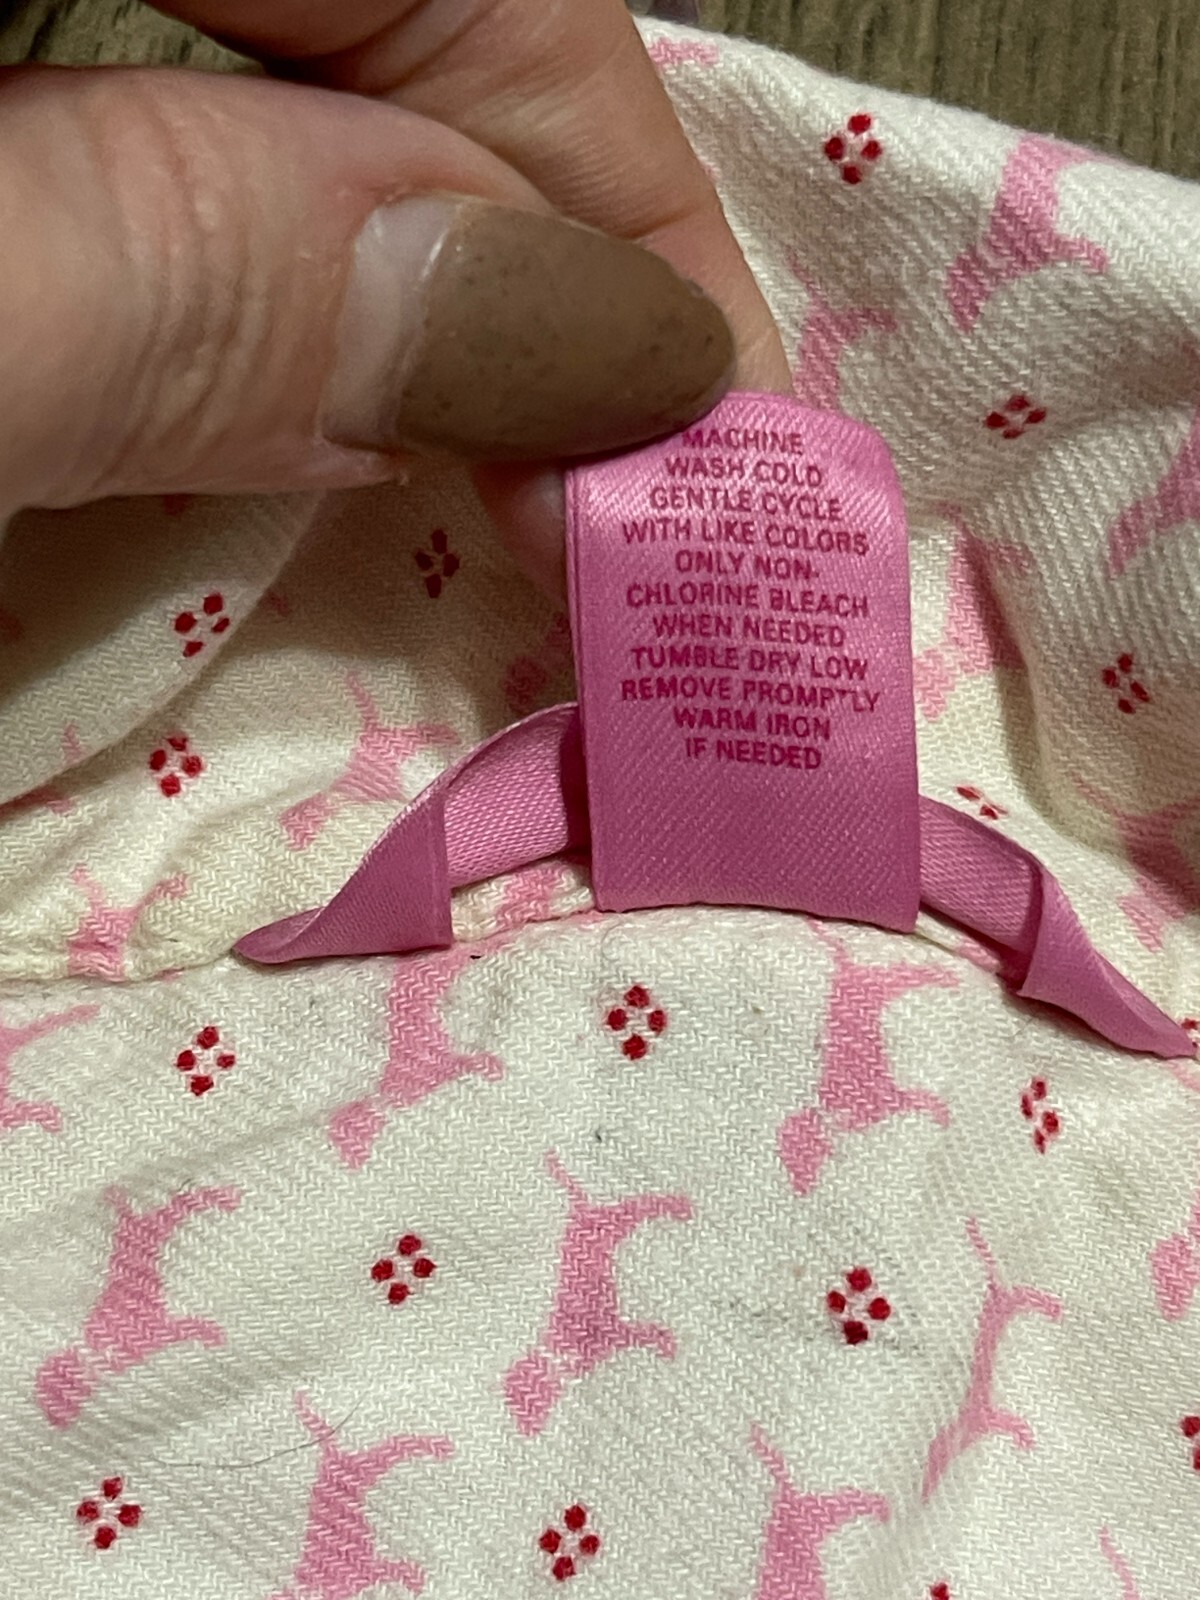 MACHINE
WASH COLD
GENTLE CYCLE
WITH LIKE COLORS
ONLY NON-
CHLORINE BLEACH
WHEN NEEDED
TUMBLE DRY LOW
REMOVE PROMPTLY
WARM IRON
IF NEEDED